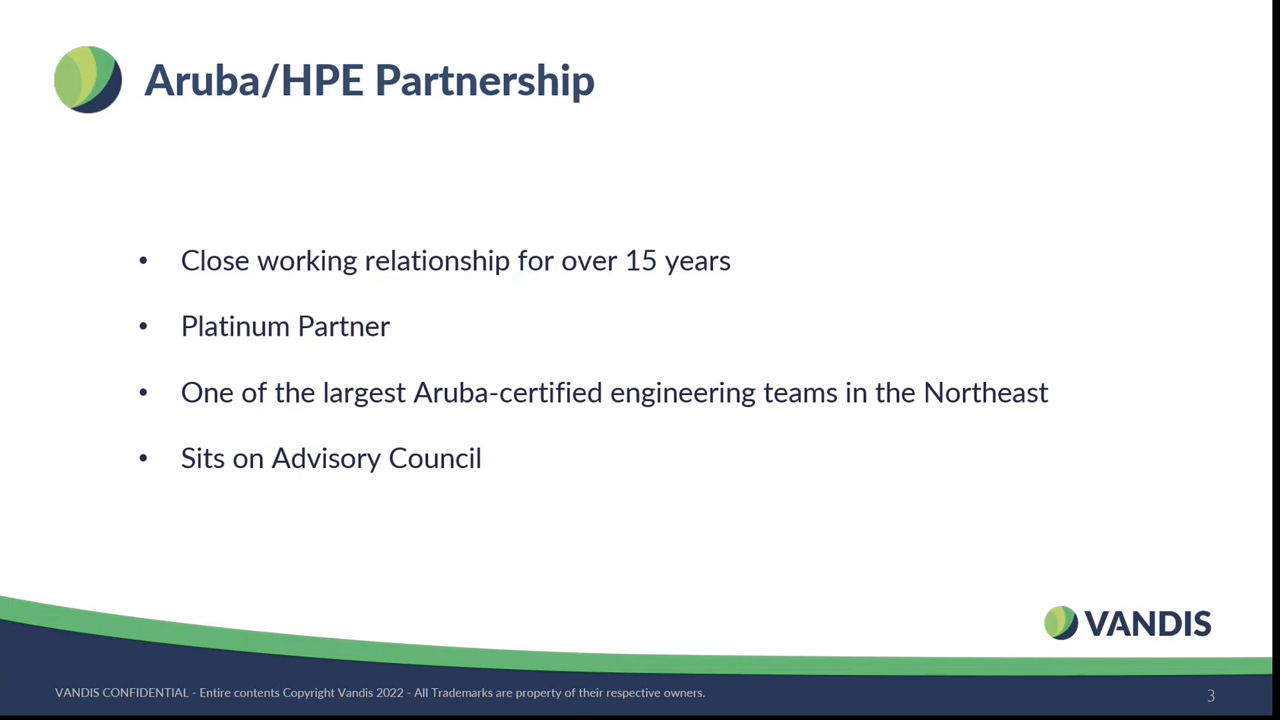 Aruba/HPE Partnership
• Close working relationship for over 15 years
• Platinum Partner
• One of the largest Aruba-certified engineering teams in the Northeast
• Sits on Advisory Council
VANDIS
VANDIS CONFIDENTIAL - Entire contents Copyright Vandis 2022 - All Trademarks are property of their respective owners.
3